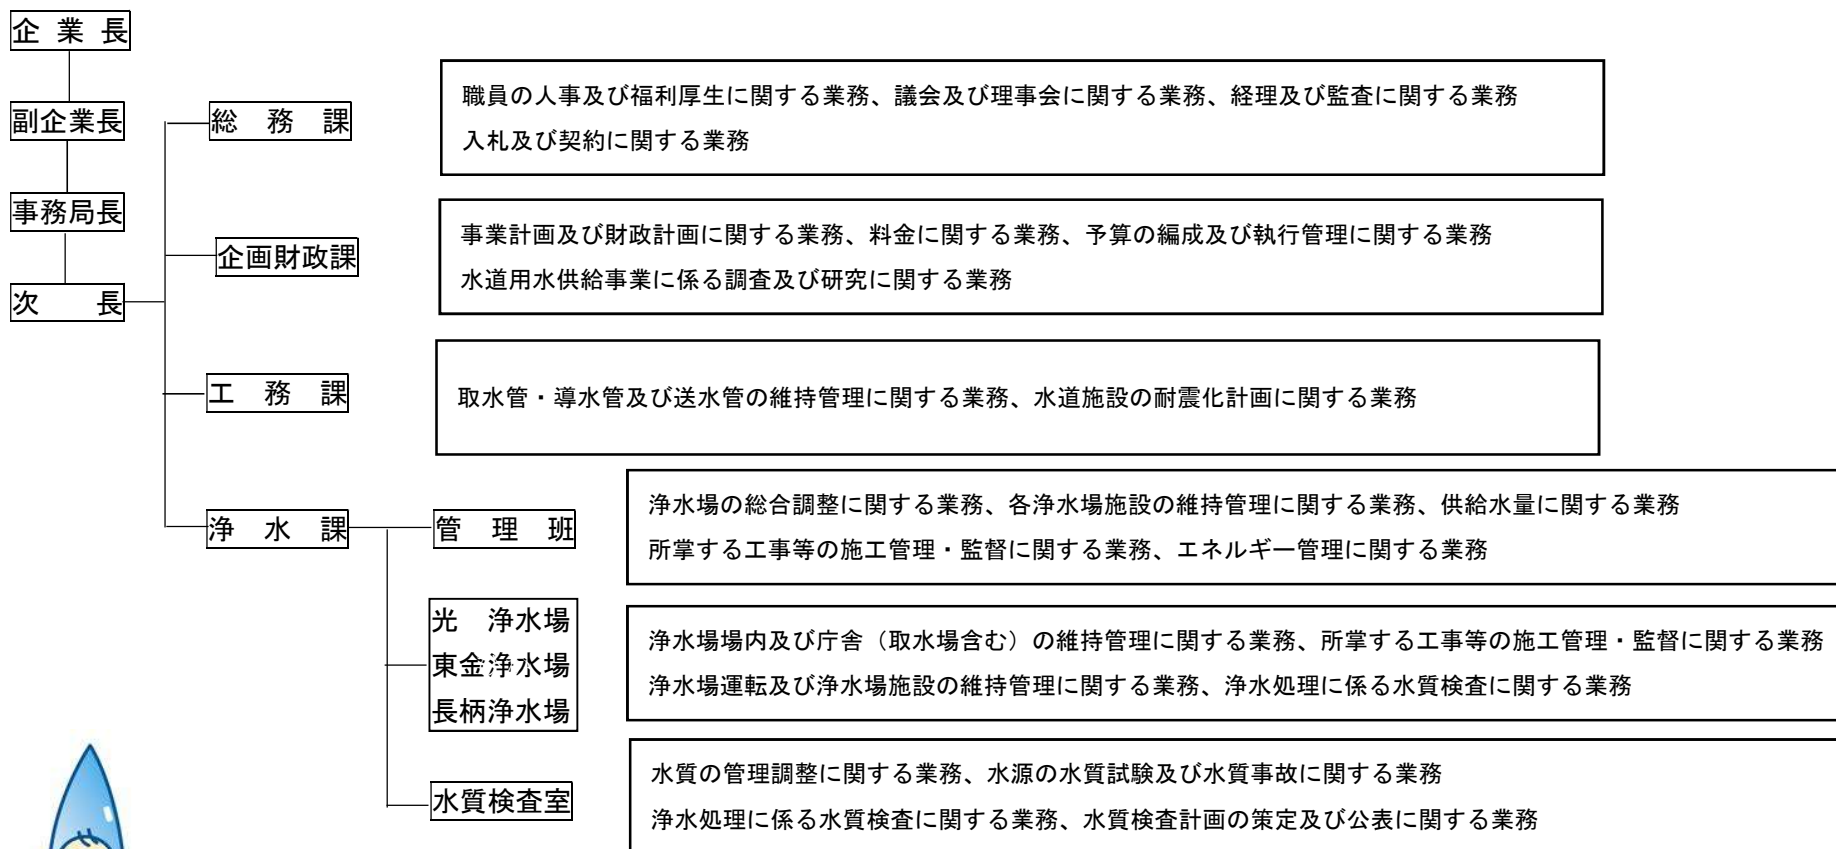 企 業 長
副企業長
事務局長
次 長
総 務 課
職員の人事及び福利厚生に関する業務、議会及び理事会に関する業務、経理及び監査に関する業務
入札及び契約に関する業務
企画財政課
事業計画及び財政計画に関する業務、料金に関する業務、予算の編成及び執行管理に関する業務
水道用水供給事業に係る調査及び研究に関する業務
工 務 課
取水管・導水管及び送水管の維持管理に関する業務、水道施設の耐震化計画に関する業務
浄 水 課
管 理 班
浄水場の総合調整に関する業務、各浄水場施設の維持管理に関する業務、供給水量に関する業務
所掌する工事等の施工管理・監督に関する業務、エネルギー管理に関する業務
光 浄水場
東金浄水場
長柄浄水場
浄水場場内及び庁舎（取水場含む）の維持管理に関する業務、所掌する工事等の施工管理・監督に関する業務
浄水場運転及び浄水場施設の維持管理に関する業務、浄水処理に係る水質検査に関する業務
水質検査室
水質の管理調整に関する業務、水源の水質試験及び水質事故に関する業務
浄水処理に係る水質検査に関する業務、水質検査計画の策定及び公表に関する業務